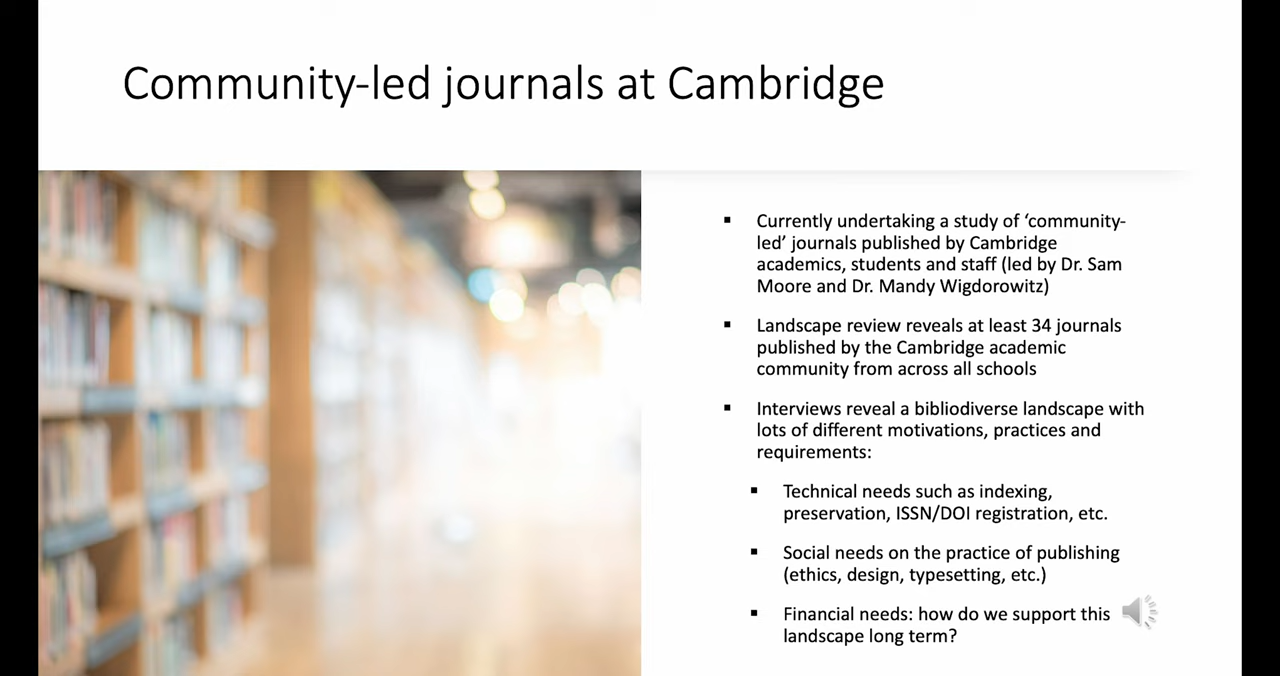 Community-led journals at Cambridge
▪ Currently undertaking a study of ‘community-
led’ journals published by Cambridge
academics, students and staff (led by Dr. Sam
Moore and Dr. Mandy Wigdorowitz)
▪ Landscape review reveals at least 34 journals
published by the Cambridge academic
community from across all schools
▪ Interviews reveal a bibliodiverse landscape with
lots of different motivations, practices and
requirements:
▪ Technical needs such as indexing,
preservation, ISSN/DOI registration, etc.
▪ Social needs on the practice of publishing
(ethics, design, typesetting, etc.)
▪ Financial needs: how do we support this
landscape long term?